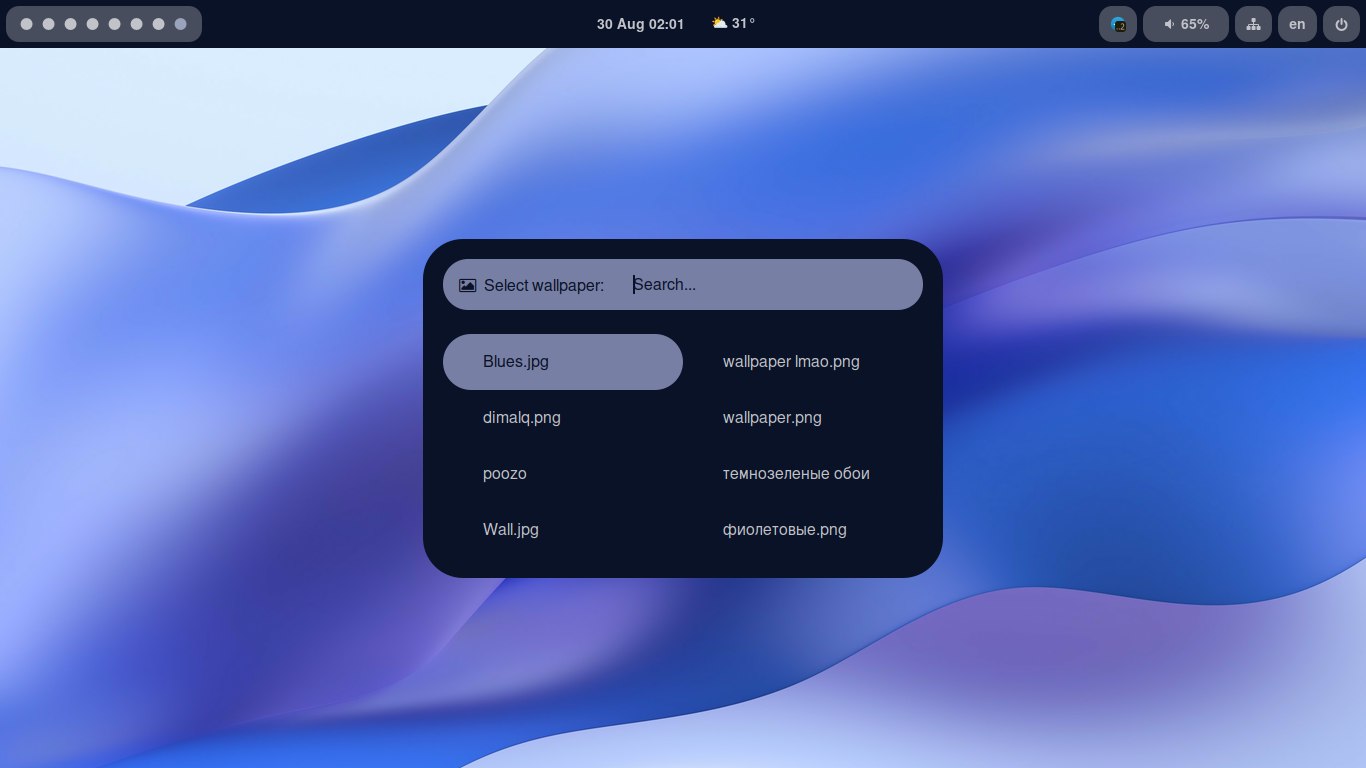 30 Aug 02:01 31°
.2 65% en
Select wallpaper: Search...
Blues.jpg wallpaper lmao.png
dimalq.png wallpaper.png
poozo темнозеленые обои
Wall.jpg фиолетовые.png